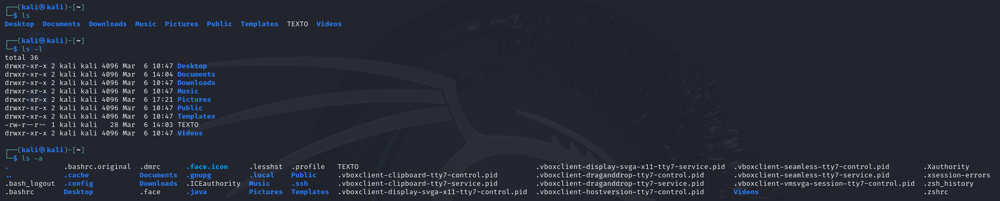 ┌──(kali㉿kali)-[~]
└─$ ls
Desktop  Documents  Downloads  Music  Pictures  Public  Templates  TEXTO  Videos
┌──(kali㉿kali)-[~]
└─$ ls -l
total 36
drwxr-xr-x 2 kali kali 4096 Mar  6 10:47 Desktop
drwxr-xr-x 2 kali kali 4096 Mar  6 14:04 Documents
drwxr-xr-x 2 kali kali 4096 Mar  6 10:47 Downloads
drwxr-xr-x 2 kali kali 4096 Mar  6 10:47 Music
drwxr-xr-x 2 kali kali 4096 Mar  6 17:21 Pictures
drwxr-xr-x 2 kali kali 4096 Mar  6 10:47 Public
drwxr-xr-x 2 kali kali 4096 Mar  6 10:47 Templates
-rw-r--r-- 1 kali kali   28 Mar  6 14:03 TEXTO
drwxr-xr-x 2 kali kali 4096 Mar  6 10:47 Videos
┌──(kali㉿kali)-[~]
└─$ ls -a
.  .bashrc.original  .dmrc  .face.icon  .lesshst  .profile  TEXTO  .vboxclient-display-svga-x11-tty7-service.pid  .vboxclient-seamless-tty7-control.pid  .Xauthority
..  .cache  Documents  .gnupg  .local  Public  .vboxclient-clipboard-tty7-control.pid  .vboxclient-draganddrop-tty7-control.pid  .vboxclient-seamless-tty7-service.pid  .xsession-errors
.bash_logout  .config  Downloads  .ICEauthority  Music  .ssh  .vboxclient-clipboard-tty7-service.pid  .vboxclient-draganddrop-tty7-service.pid  .vboxclient-vmsvga-session-tty7-control.pid  .zsh_history
.bashrc  Desktop  .face  .java  Pictures  Templates  .vboxclient-display-svga-x11-tty7-control.pid  .vboxclient-hostversion-tty7-control.pid  Videos  .zshrc